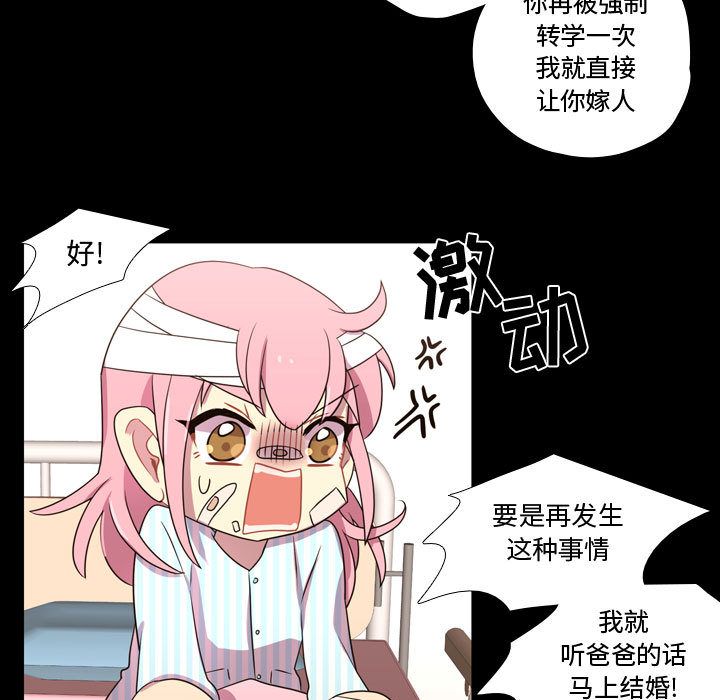 你再被强制
转学一次
我就直接
让你嫁人
好!
激动
要是再发生
这种事情
我就
听爸爸的话
马上结婚!